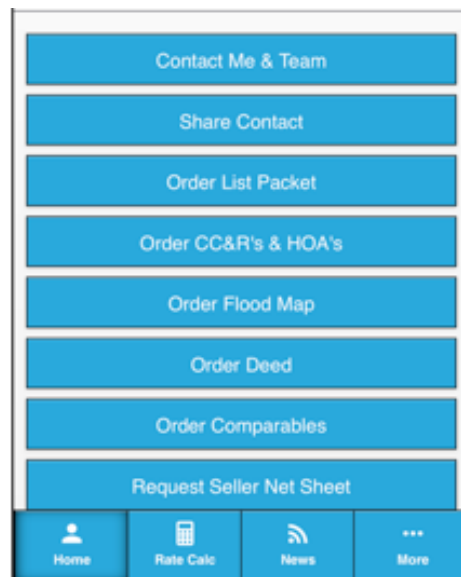 Contact Me & Team
Share Contact
Order List Packet
Order CC&R's & HOA's
Order Flood Map
Order Deed
Order Comparables
Request Seller Net Sheet
Home Rate Calc News More